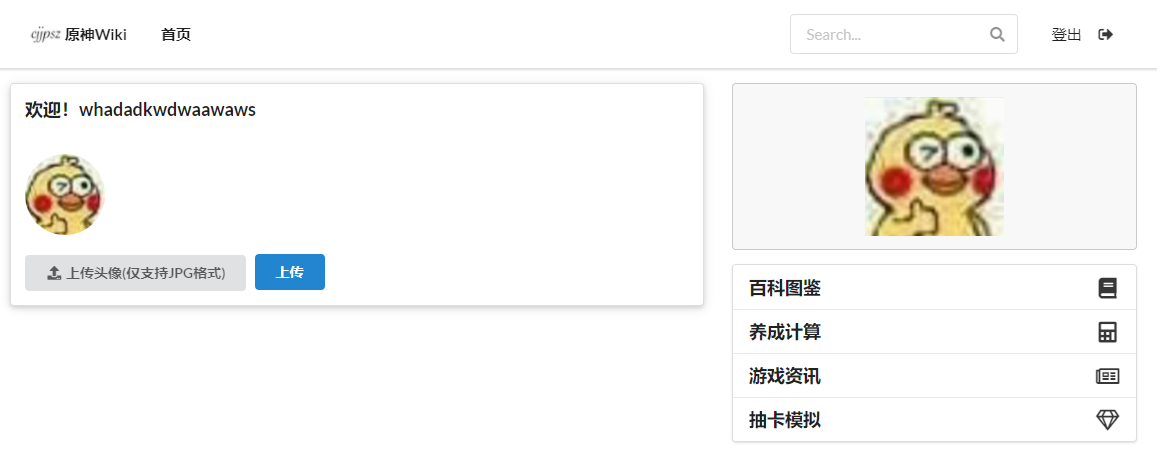 cjjpsz 原神Wiki 首页 Search... 登出
欢迎！whadadkwdwaawaws
上传头像(仅支持JPG格式) 上传
百科图鉴
养成计算
游戏资讯
抽卡模拟